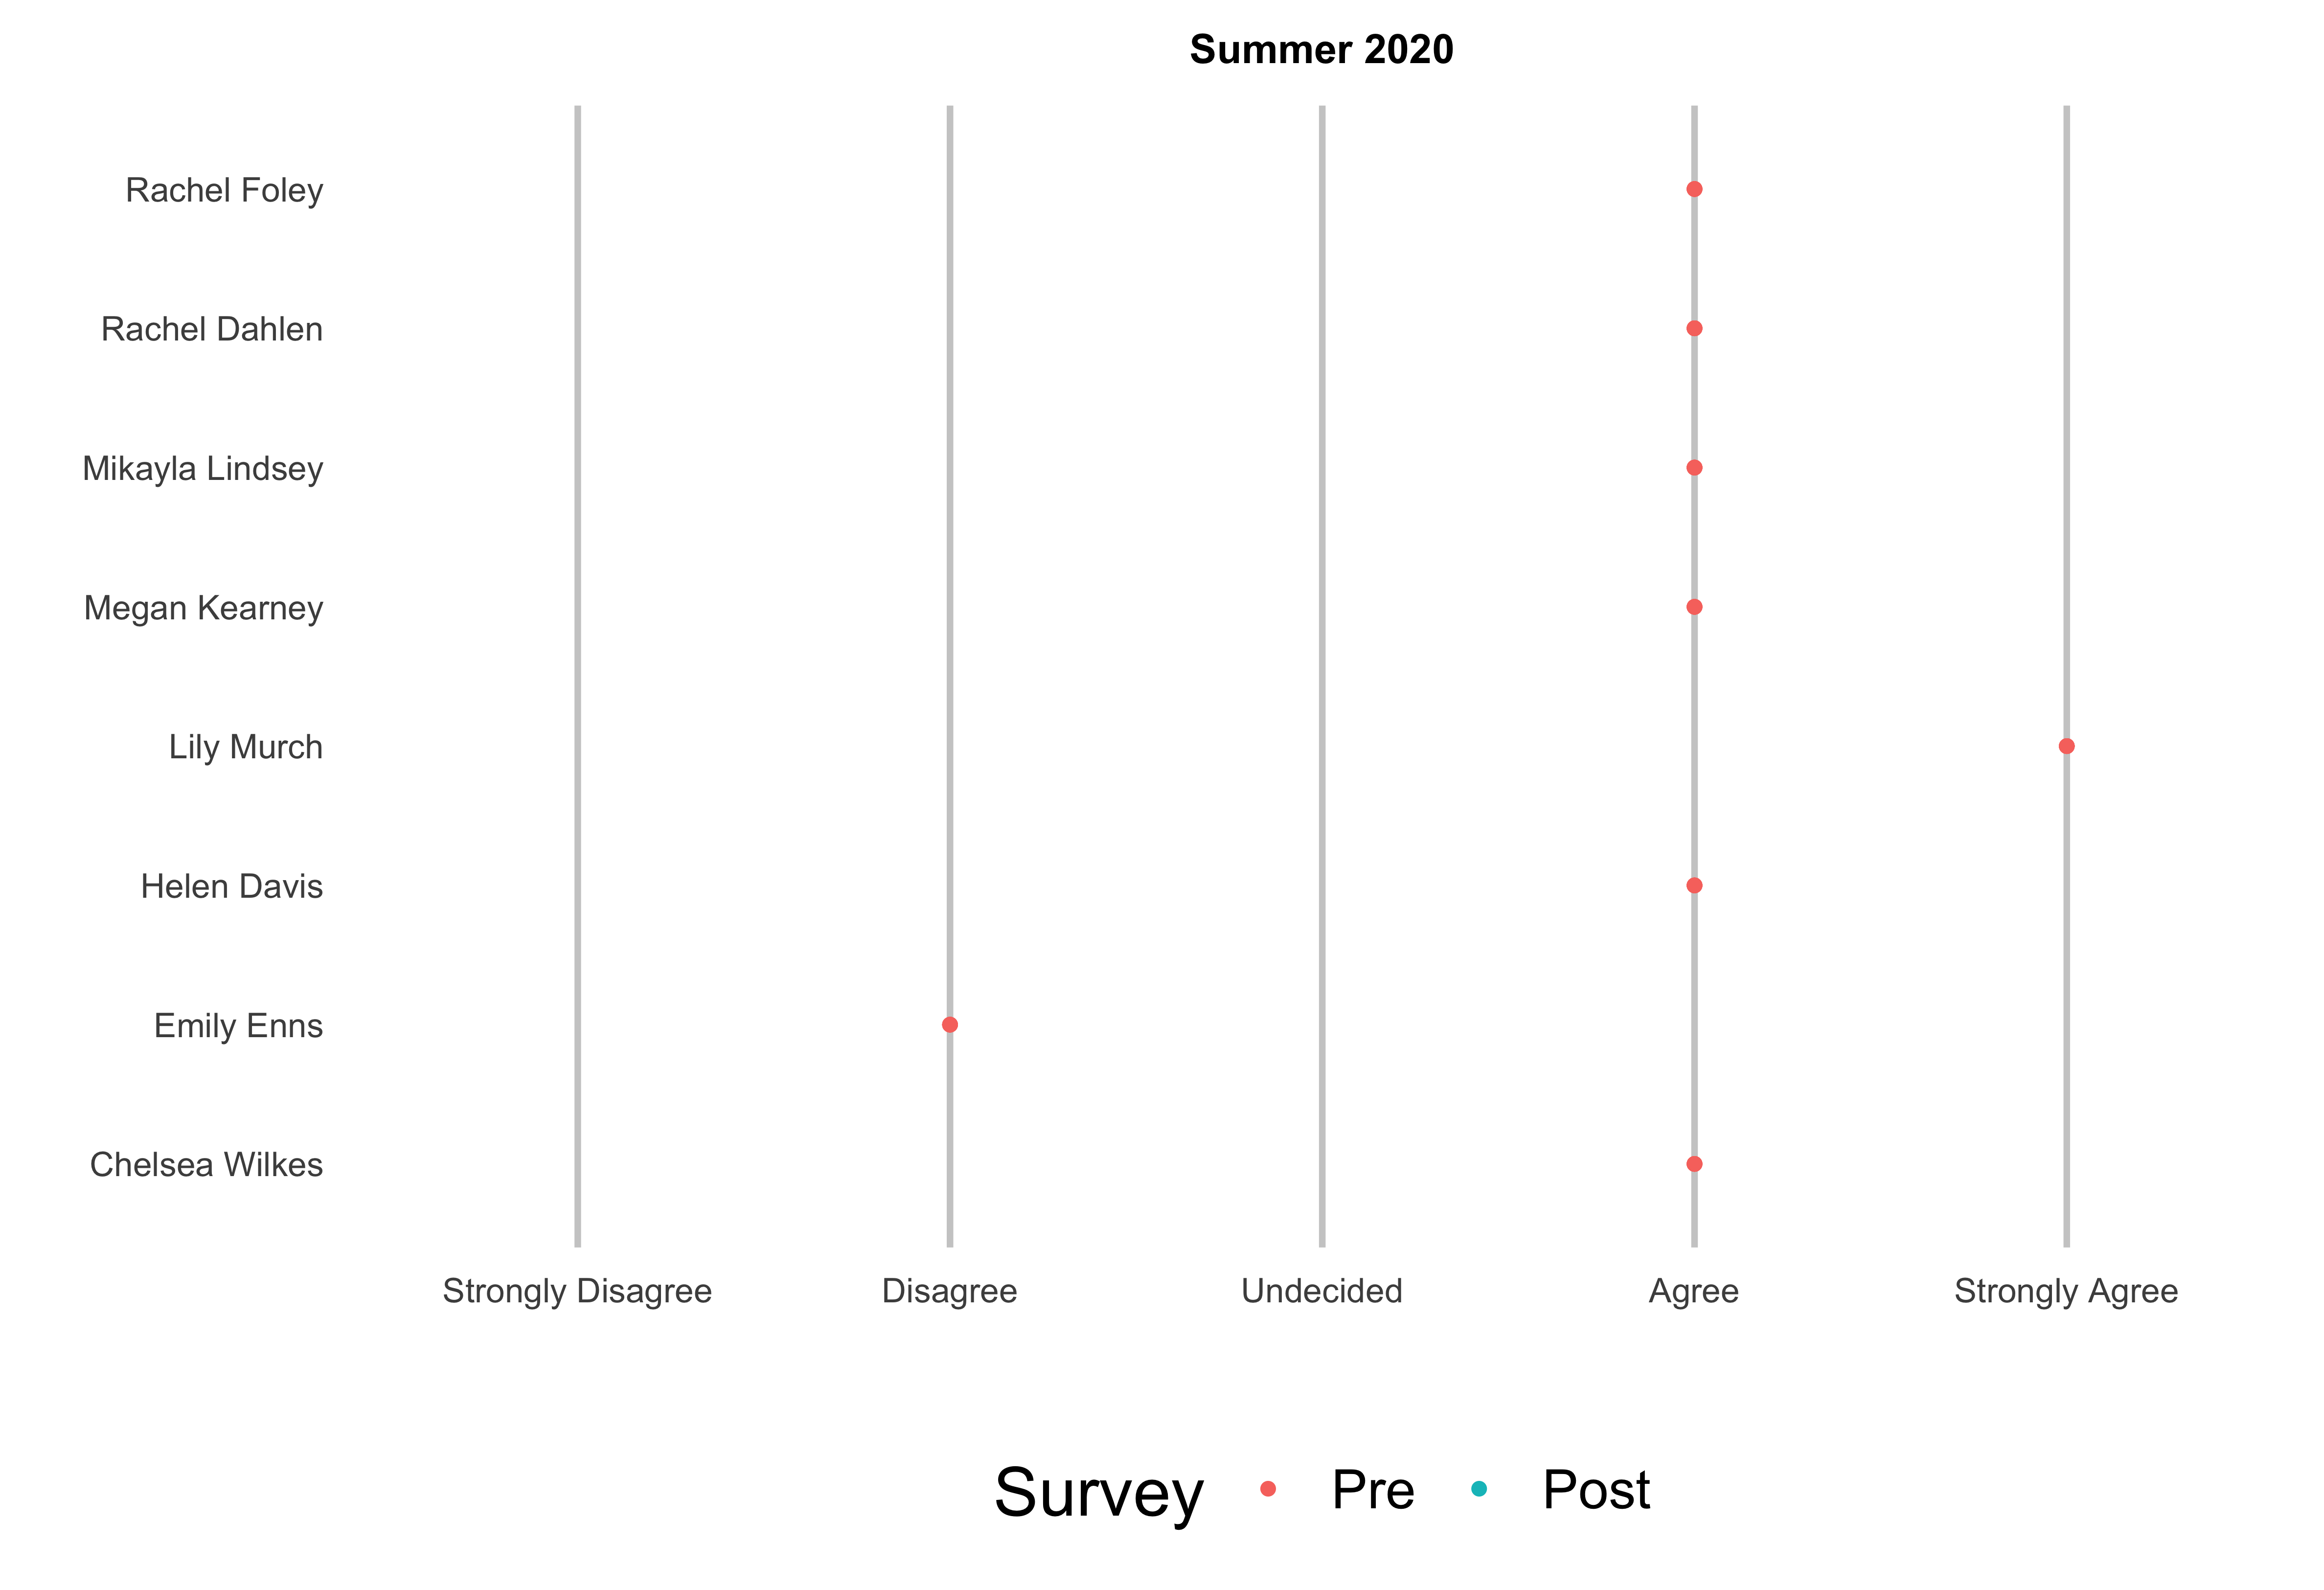 Summer 2020
Rachel Foley
Rachel Dahlen
Mikayla Lindsey
Megan Kearney
Lily Murch
Helen Davis
Emily Enns
Chelsea Wilkes
Strongly Disagree Disagree Undecided Agree Strongly Agree
Survey Pre Post